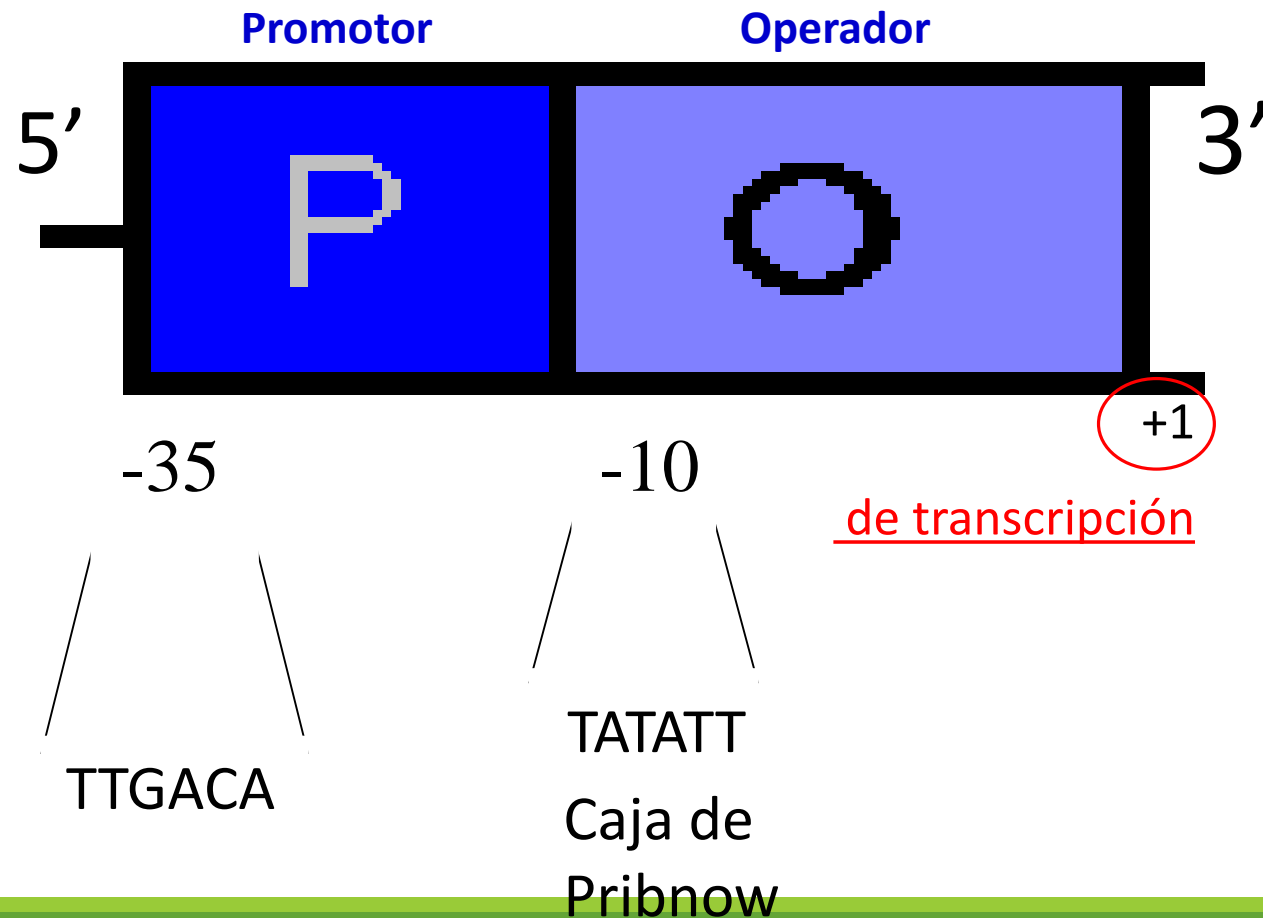 Promotor
Operador
5’
P
O
3’
+1
-35
-10
de transcripción
TATATT
TTGACA
Caja de
Pribnow